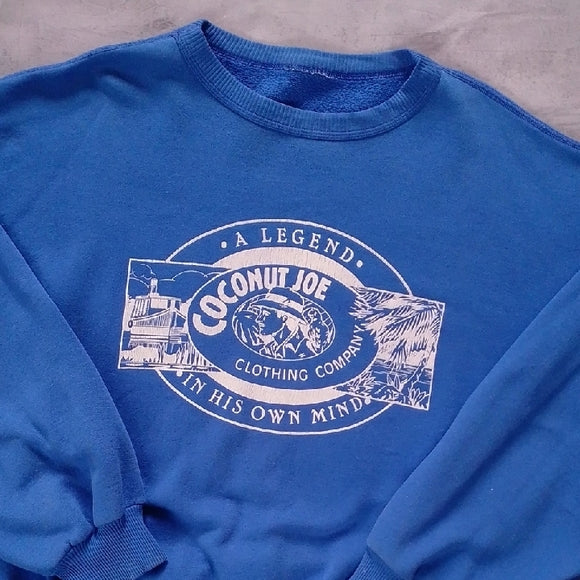 • A LEGEND •
COCONUT JOE
CLOTHING COMPANY
• IN HIS OWN MIND •